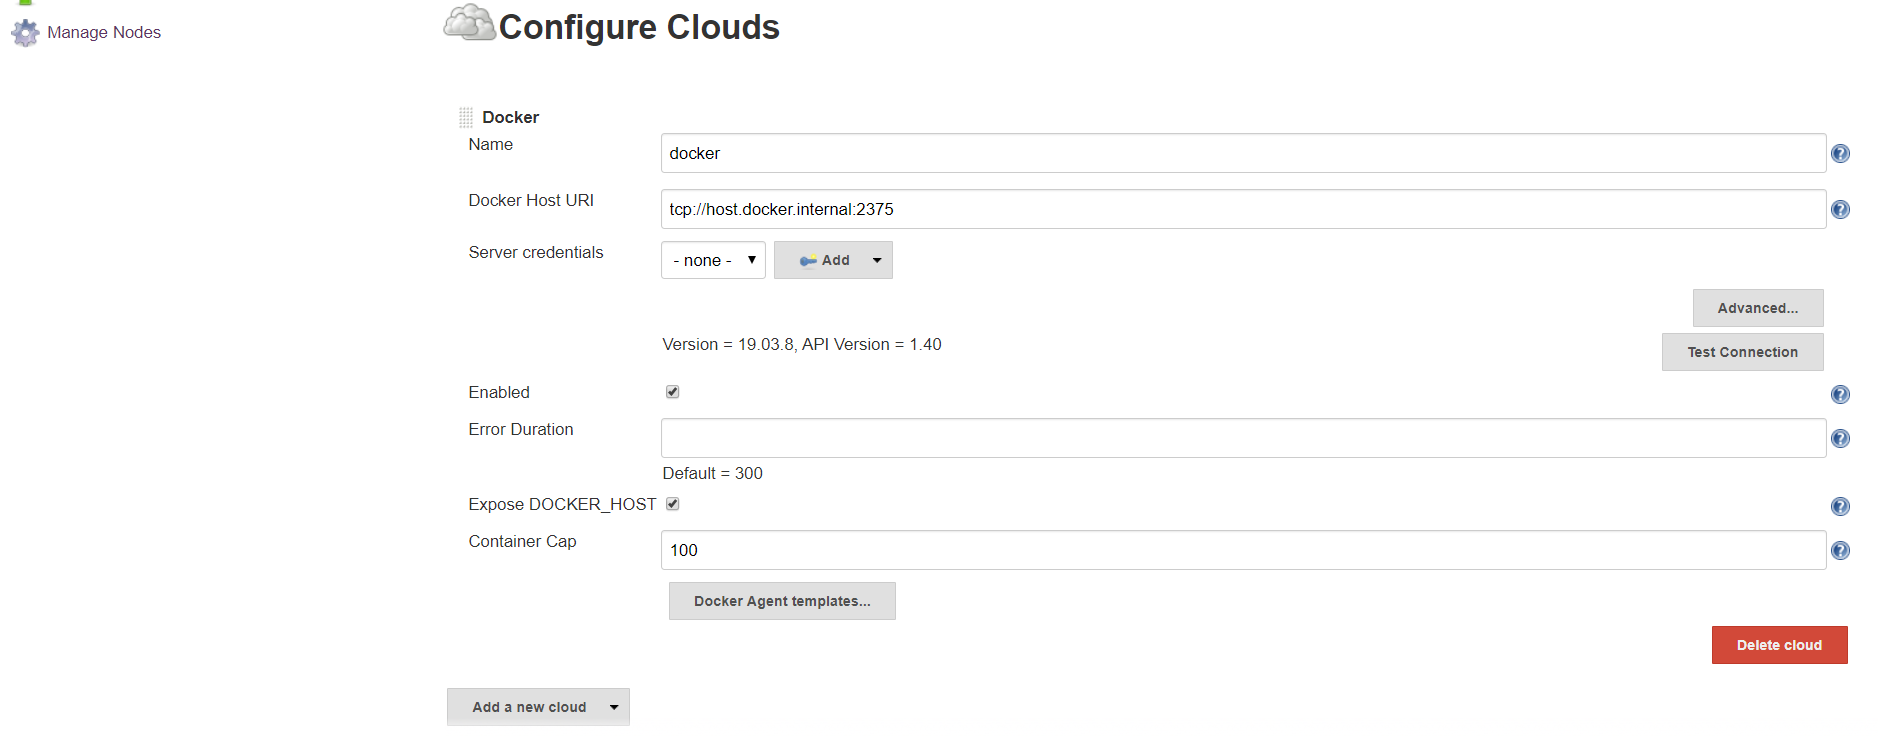 Manage Nodes
Configure Clouds
Docker
Name
docker
Docker Host URI
tcp://host.docker.internal:2375
Server credentials
- none -
Add
Advanced...
Version = 19.03.8, API Version = 1.40
Test Connection
Enabled
Error Duration
Default = 300
Expose DOCKER_HOST
Container Cap
100
Docker Agent templates...
Delete cloud
Add a new cloud